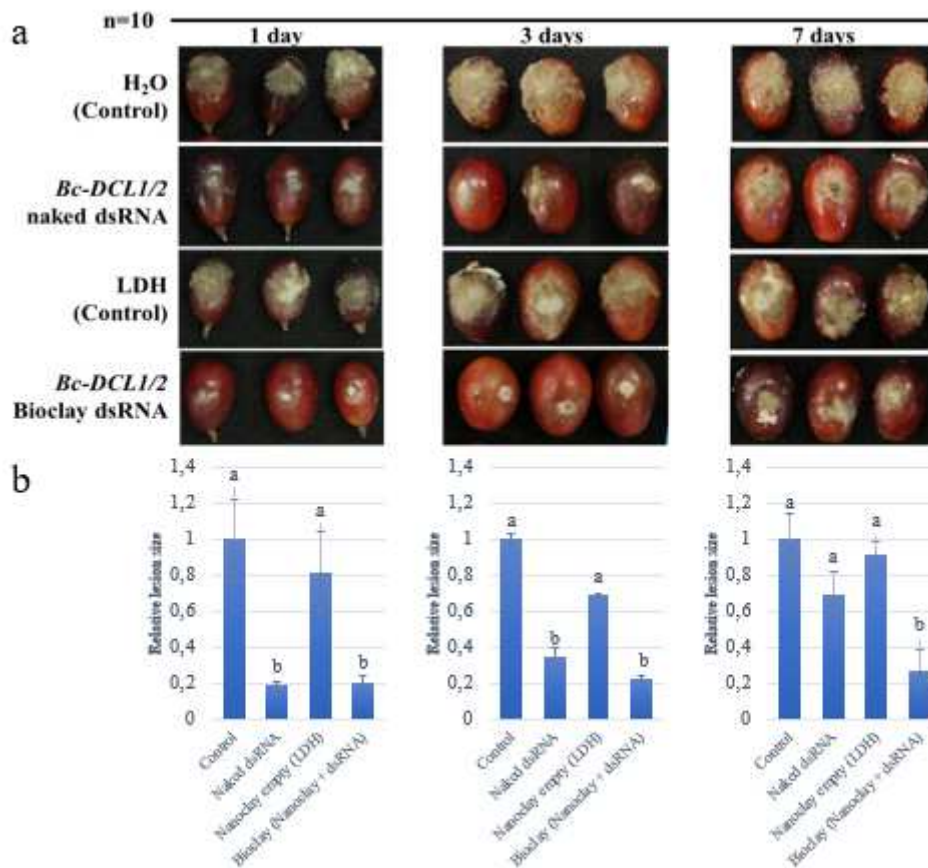 n=10
a
1 day
3 days
7 days
H₂O
(Control)
Bc-DCL1/2
naked dsRNA
LDH
(Control)
Bc-DCL1/2
Bioclay dsRNA
b
Relative lesion size
1,4
1,2
1
0,8
0,6
0,4
0,2
0
a
b
a
b
Control
Naked dsRNA
Nanoclay empty (LDH)
Bioclay (Nanoclay + dsRNA)
Relative lesion size
1,4
1,2
1
0,8
0,6
0,4
0,2
0
a
b
a
b
Control
Naked dsRNA
Nanoclay empty (LDH)
Bioclay (Nanoclay + dsRNA)
Relative lesion size
1,4
1,2
1
0,8
0,6
0,4
0,2
0
a
a
a
b
Control
Naked dsRNA
Nanoclay empty (LDH)
Bioclay (Nanoclay + dsRNA)